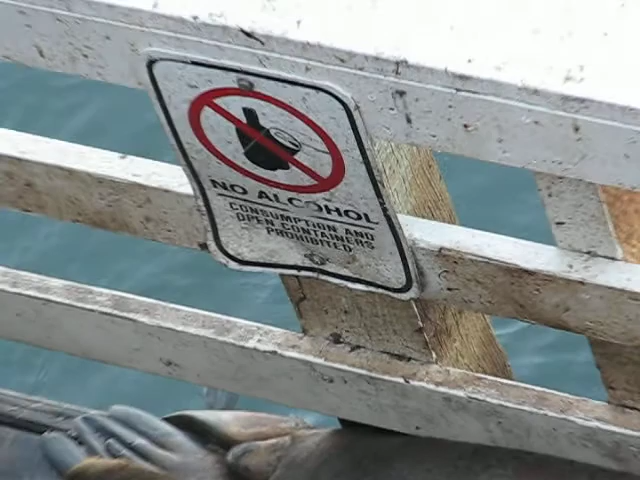 NO ALCOHOL
CONSUMPTION AND
OPEN CONTAINERS
PROHIBITED